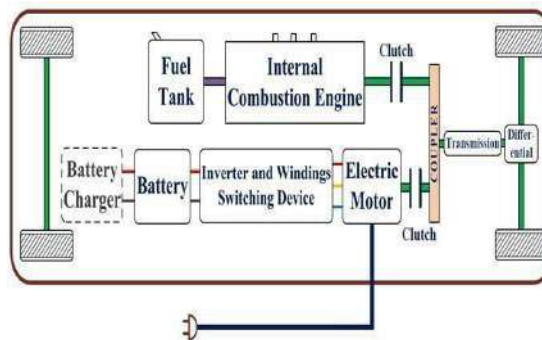 Fuel
Tank
Internal
Combustion Engine
Clutch
COUPLER
Transmission
Differ-
ential
Battery
Charger
Battery
Inverter and Windings
Switching Device
Electric
Motor
Clutch